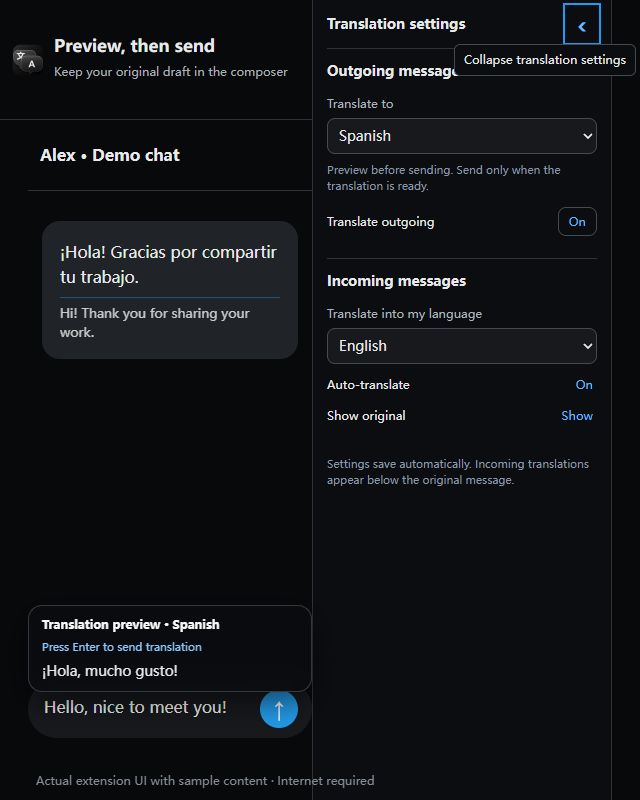 Preview, then send
Keep your original draft in the composer
Alex • Demo chat
¡Hola! Gracias por compartir
tu trabajo.
Hi! Thank you for sharing your
work.
Translation preview • Spanish
Press Enter to send translation
¡Hola, mucho gusto!
Hello, nice to meet you!
Translation settings
Collapse translation settings
Outgoing message
Translate to
Spanish
Preview before sending. Send only when the
translation is ready.
Translate outgoing
On
Incoming messages
Translate into my language
English
Auto-translate
On
Show original
Show
Settings save automatically. Incoming translations
appear below the original message.
Actual extension UI with sample content · Internet required